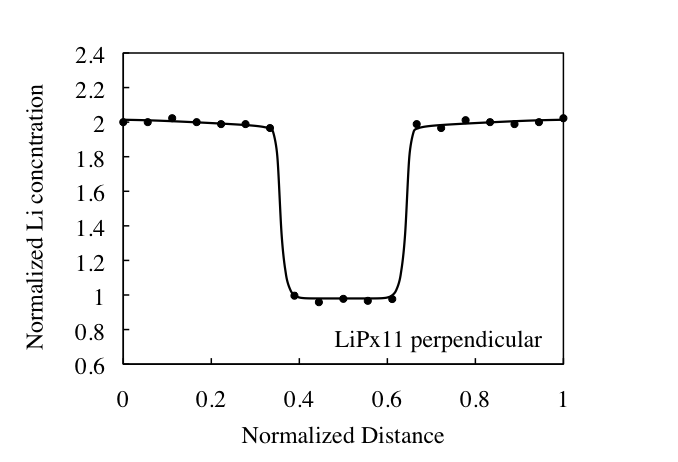 2.4
2.2
2
1.8
1.6
1.4
1.2
1
0.8
0.6
Normalized Li concntration
LiPx11 perpendicular
0 0.2 0.4 0.6 0.8 1
Normalized Distance